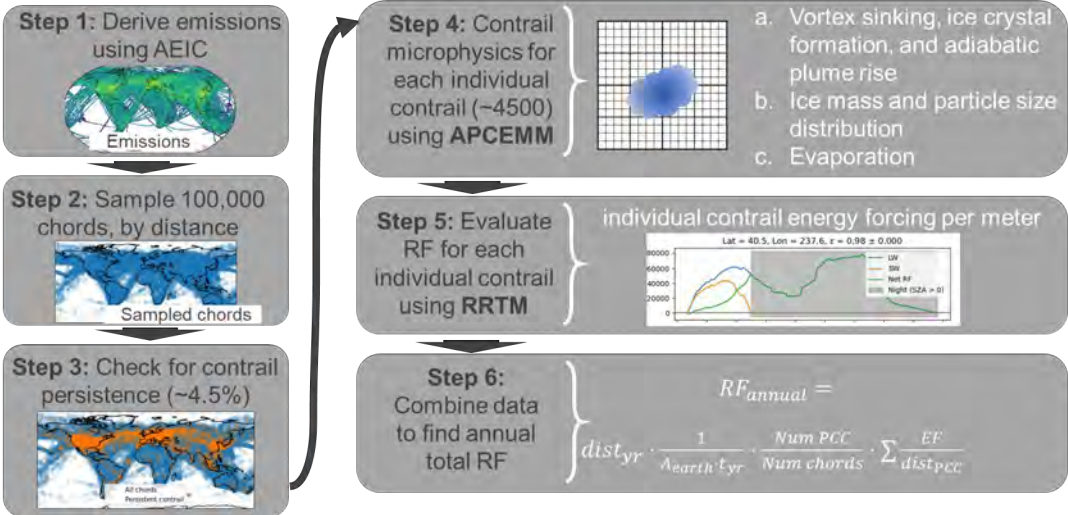 Step 1: Derive emissions
using AEIC
Emissions
Step 2: Sample 100,000
chords, by distance
Sampled chords
Step 3: Check for contrail
persistence (~4.5%)
All chords
Persistent contrail
Step 4: Contrail
microphysics for
each individual
contrail (~4500)
using APCEMM
a. Vortex sinking, ice crystal
formation, and adiabatic
plume rise
b. Ice mass and particle size
distribution
c. Evaporation
Step 5: Evaluate
RF for each
individual contrail
using RRTM
individual contrail energy forcing per meter
Lat = 40.5, Lon = 237.6, r = 0.98 ± 0.000
80000
60000
40000
20000
0
LW
SW
Net RF
Night (SZA > 0)
Step 6:
Combine data
to find annual
total RF
RF_annual =
dist_yr · 1/(A_earth·t_yr) · Num PCC/Num chords · ∑ EF/dist_PCC